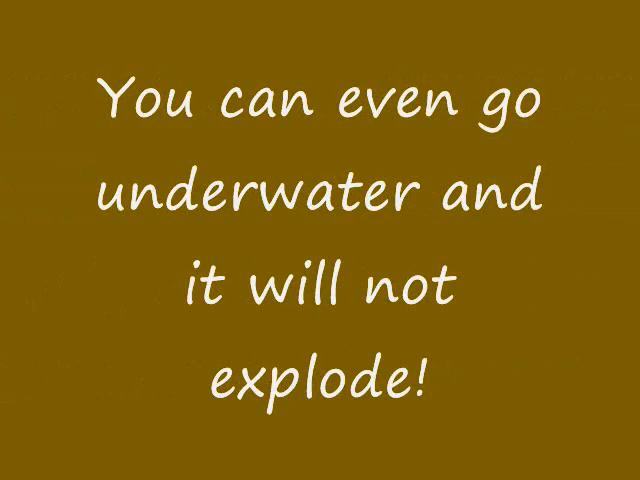 You can even go
underwater and
it will not
explode!